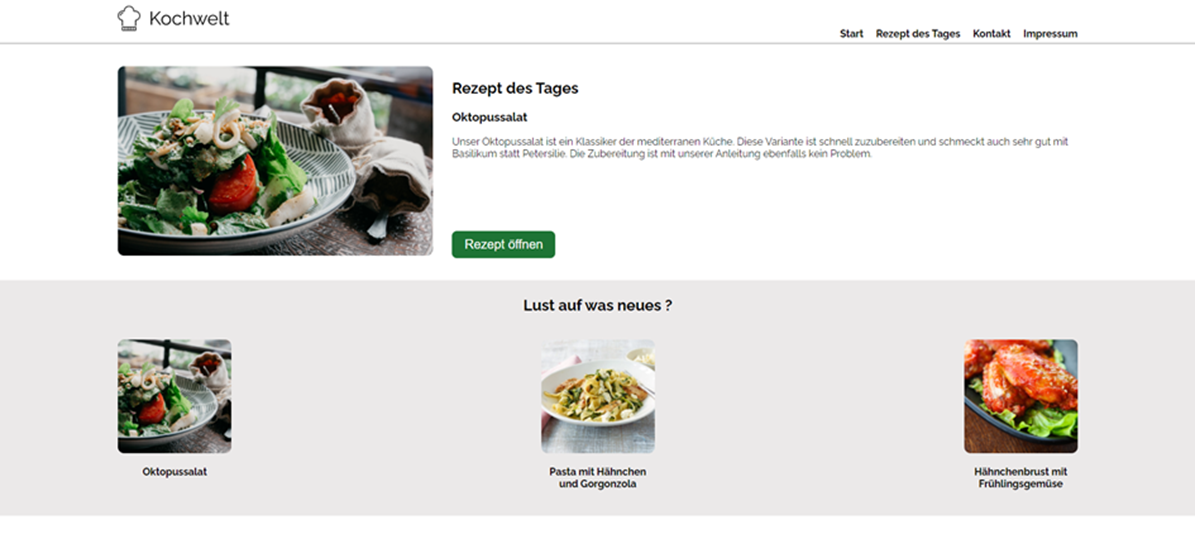 Kochwelt
Start Rezept des Tages Kontakt Impressum
Rezept des Tages
Oktopussalat
Unser Oktopussalat ist ein Klassiker der mediterranen Küche. Diese Variante ist schnell zuzubereiten und schmeckt auch sehr gut mit
Basilikum statt Petersilie. Die Zubereitung ist mit unserer Anleitung ebenfalls kein Problem.
Rezept öffnen
Lust auf was neues ?
Oktopussalat
Pasta mit Hähnchen
und Gorgonzola
Hähnchenbrust mit
Frühlingsgemüse